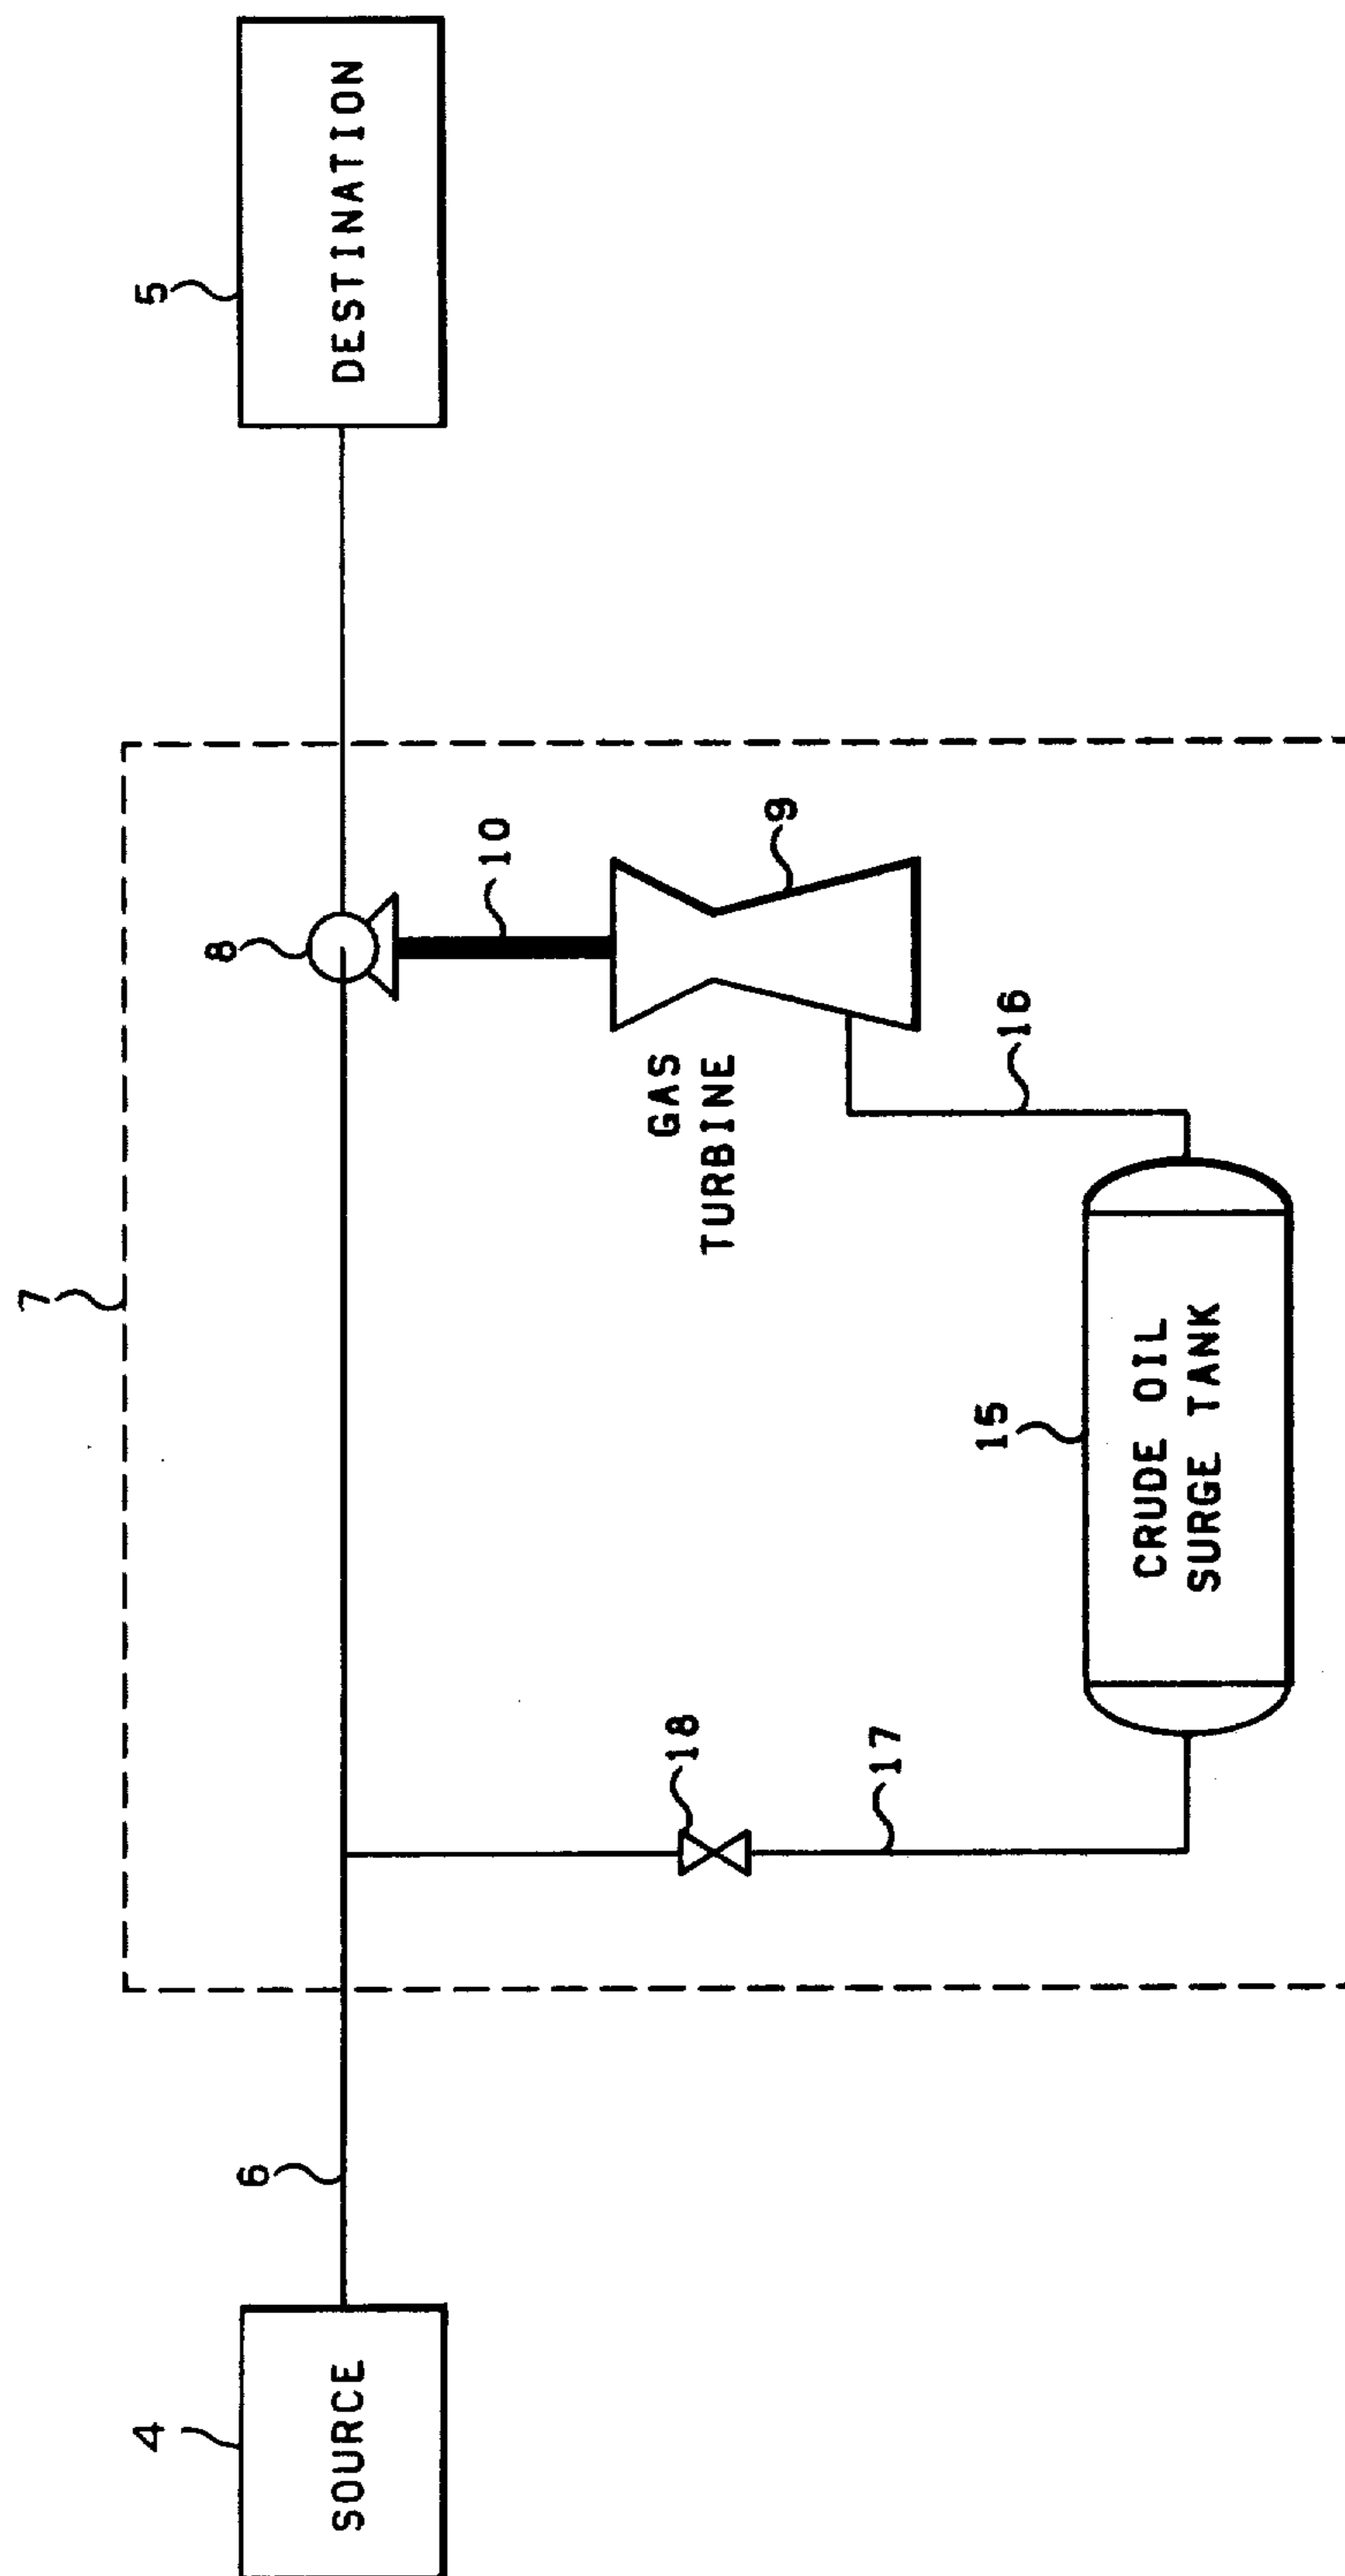 7
4
SOURCE
6
5
DESTINATION
8
10
9
GAS
TURBINE
18
17
16
15
CRUDE OIL
SURGE TANK